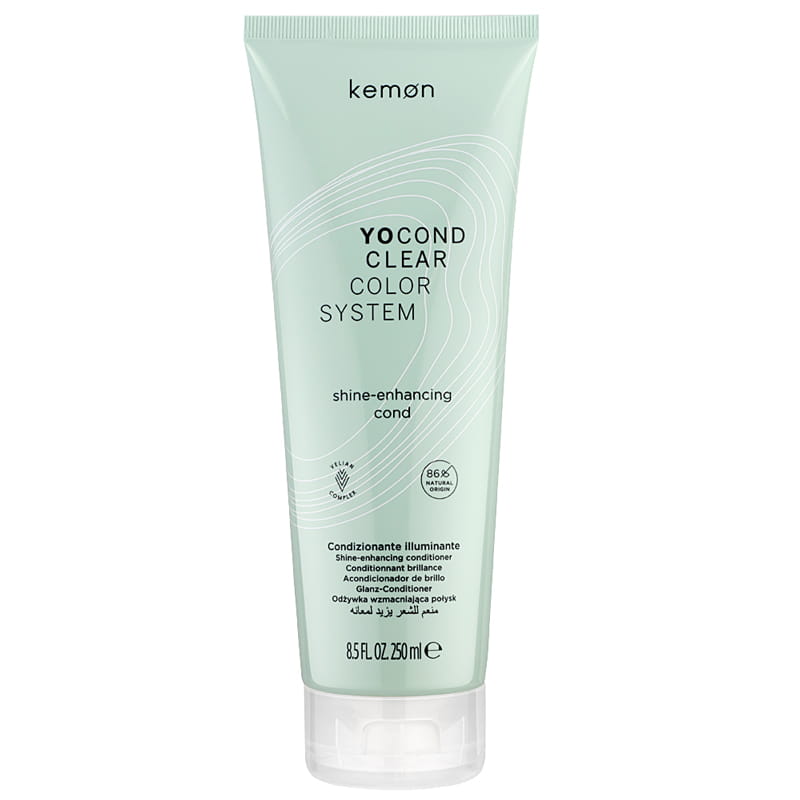 kemøn
YOCOND
CLEAR
COLOR
SYSTEM
shine-enhancing
cond
VELIAN
COMPLEX
86%
NATURAL
ORIGIN
Condizionante illuminante
Shine-enhancing conditioner
Conditionnant brillance
Acondicionador de brillo
Glanz-Conditioner
Odżywka wzmacniająca połysk
منعم للشعر يزيد لمعانه
8.5 FL. OZ. 250 ml ℮